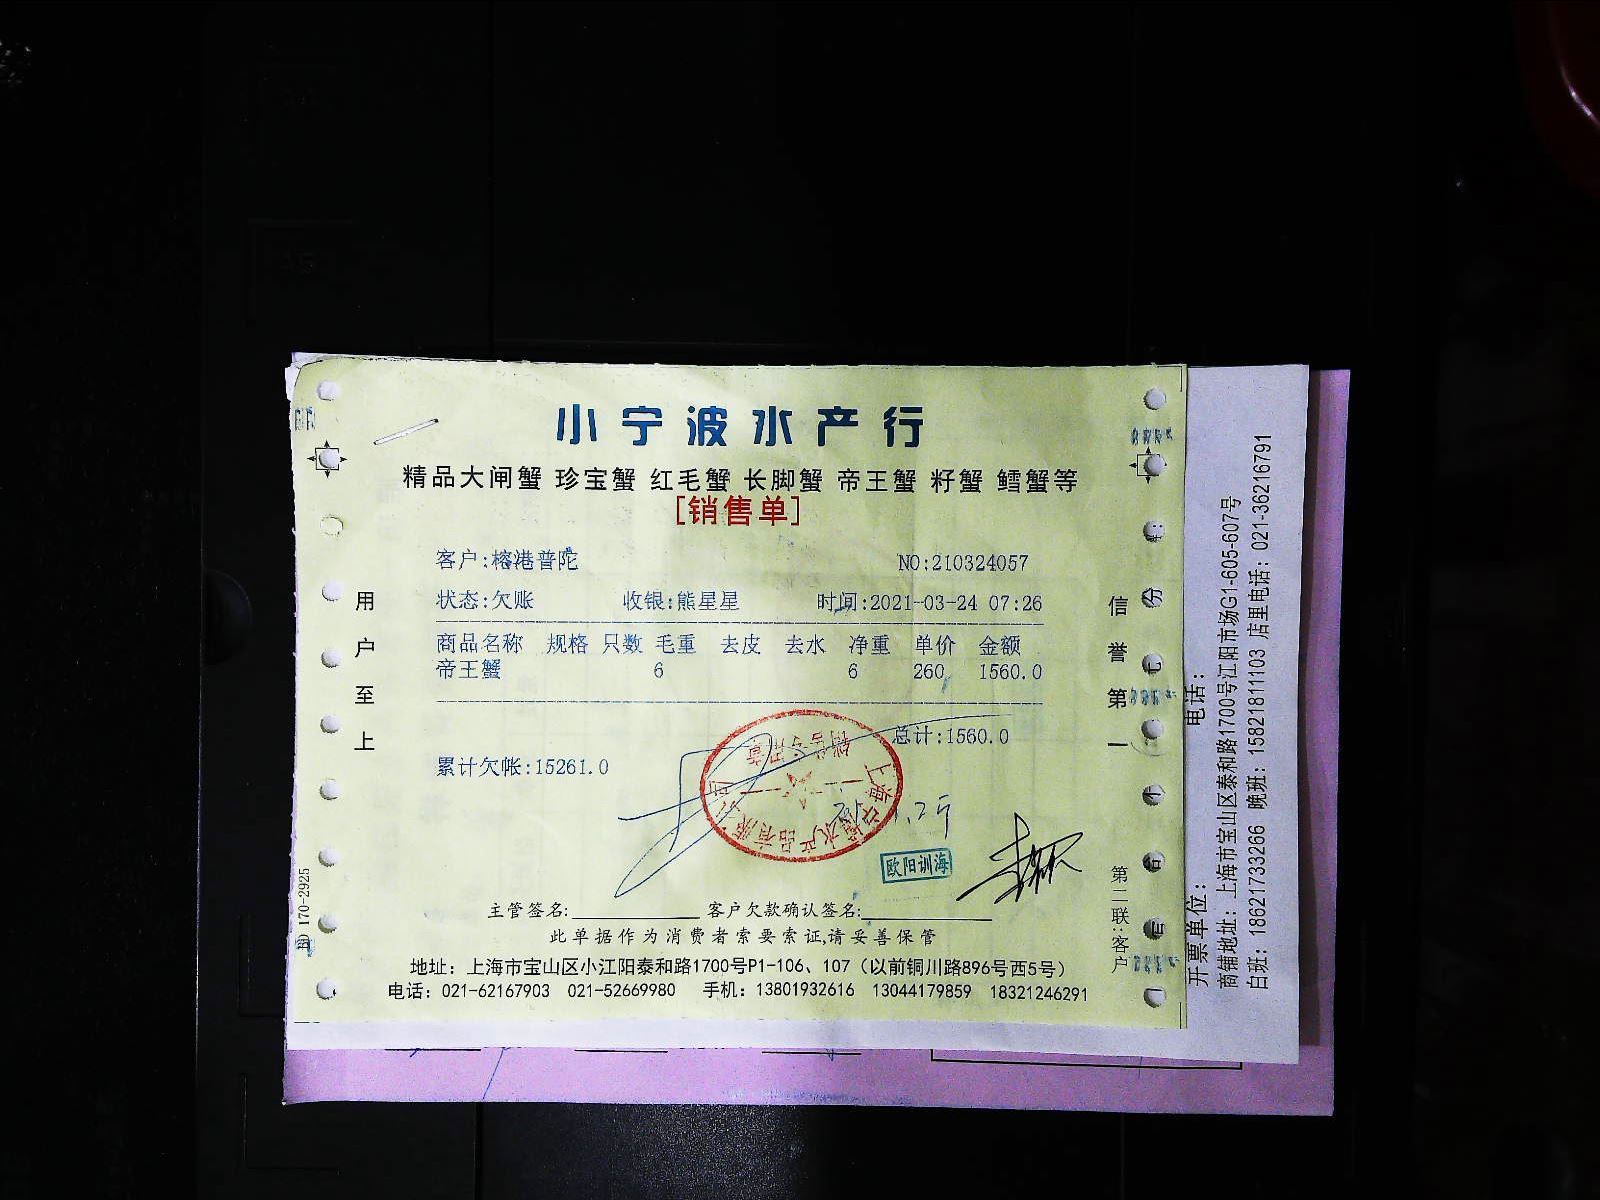 小宁波水产行
精品大闸蟹 珍宝蟹 红毛蟹 长脚蟹 帝王蟹 籽蟹 鳕蟹等
[销售单]
客户:榕港普陀 NO:210324057
状态:欠账 收银:熊星星 时间:2021-03-24 07:26
商品名称 规格 只数 毛重 去皮 去水 净重 单价 金额
帝王蟹 6 6 260 1560.0
总计:1560.0
累计欠帐:15261.0
欧阳训海
主管签名: 客户欠款确认签名:
此单据作为消费者索要索证,请妥善保管
地址：上海市宝山区小江阳泰和路1700号P1-106、107（以前铜川路896号西5号）
电话：021-62167903 021-52669980 手机：13801932616 13044179859 18321246291
用户至上
信誉第一
第二联:客户
170-2925
开票单位： 电话：
商铺地址：上海市宝山区泰和路1700号江阳市场G1-605-607号
白班：18621733266 晚班：15821811103 店里电话：021-36216791